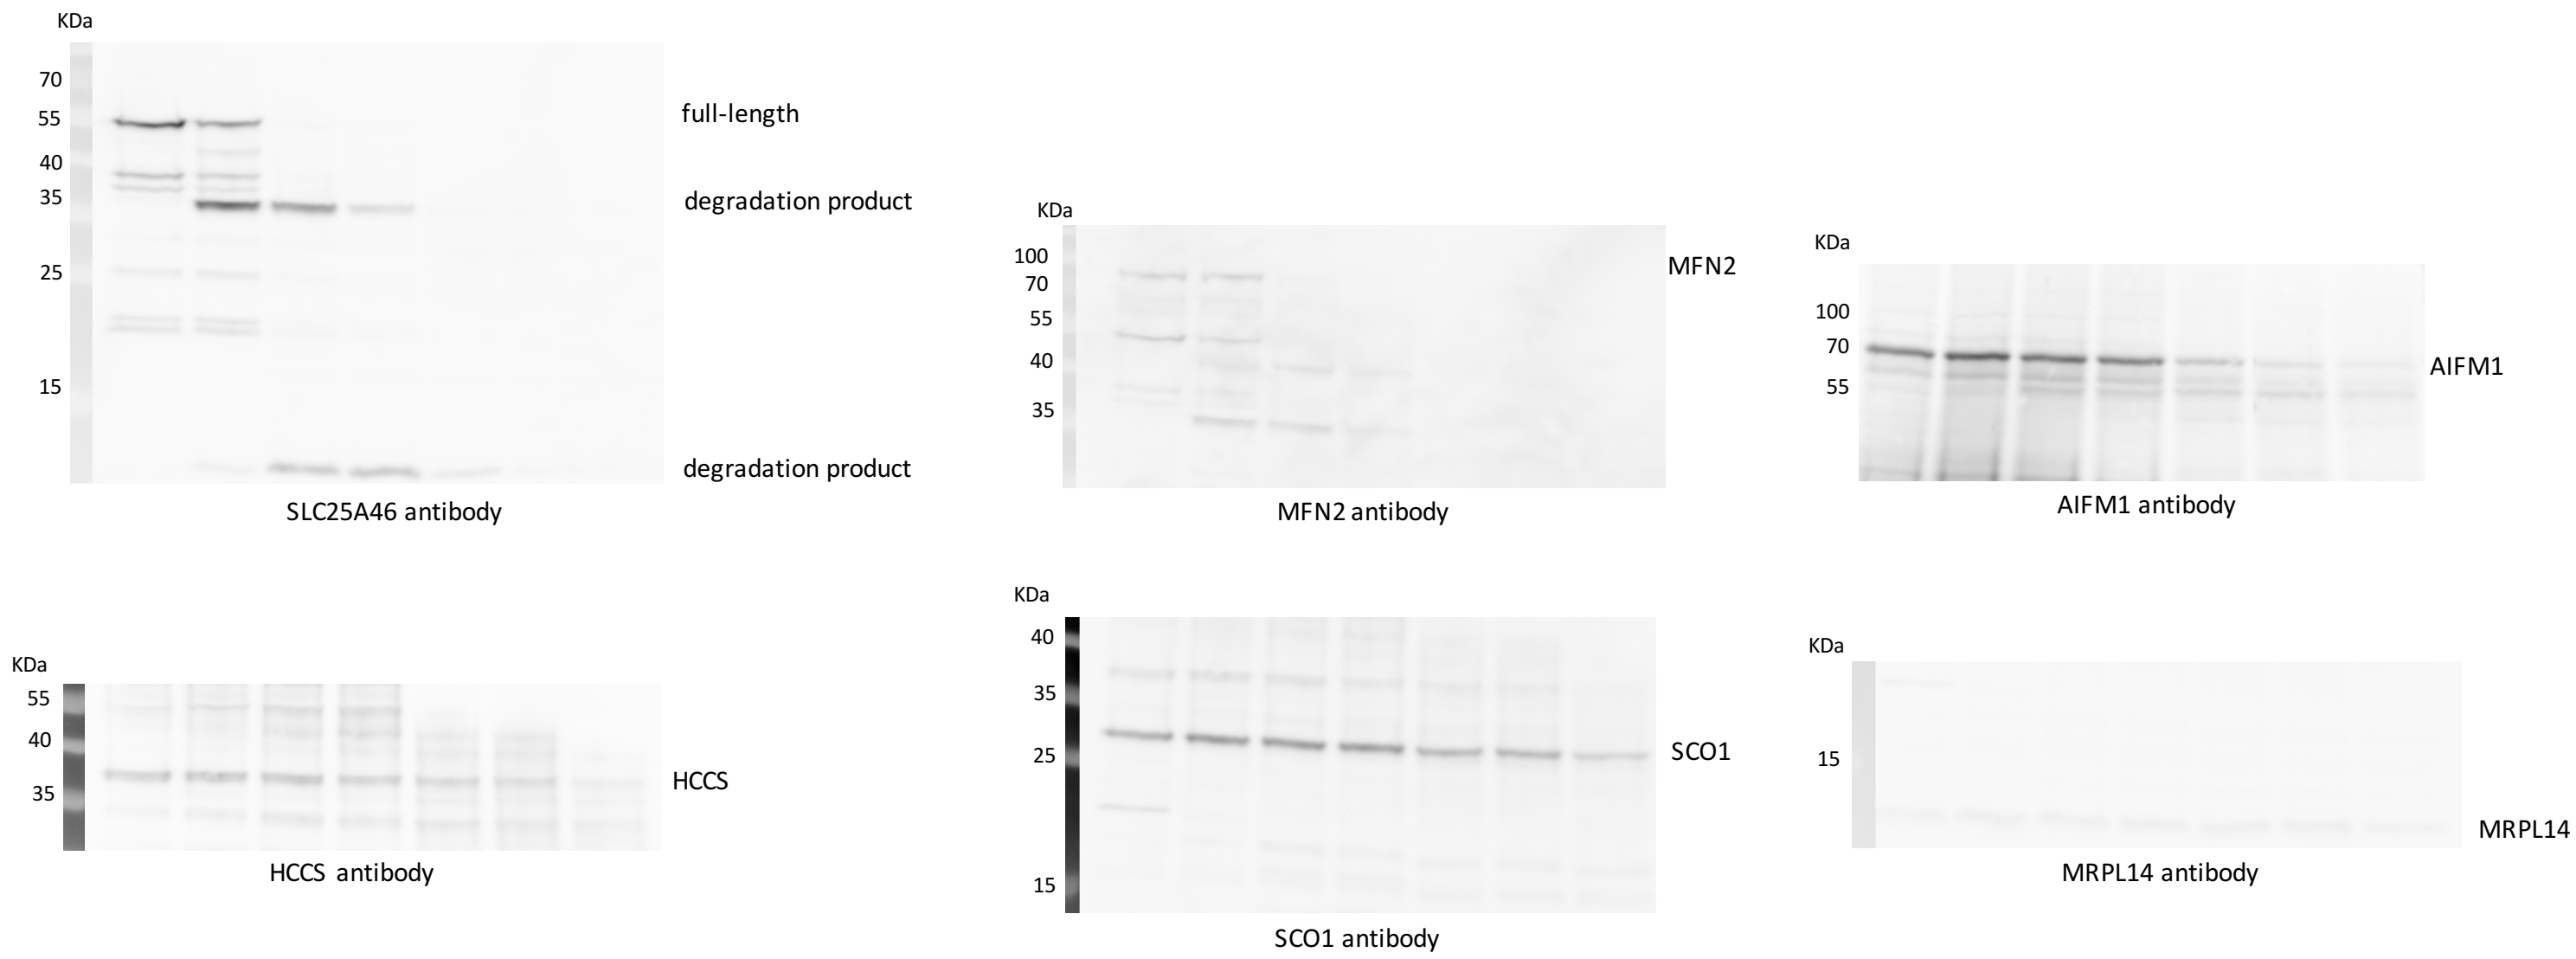 KDa
70
55
40
35
25
15
full-length
degradation product
degradation product
SLC25A46 antibody
KDa
100
70
55
40
35
MFN2
MFN2 antibody
KDa
100
70
55
AIFM1
AIFM1 antibody
KDa
55
40
35
HCCS
HCCS antibody
KDa
40
35
25
15
SCO1
SCO1 antibody
KDa
15
MRPL14
MRPL14 antibody